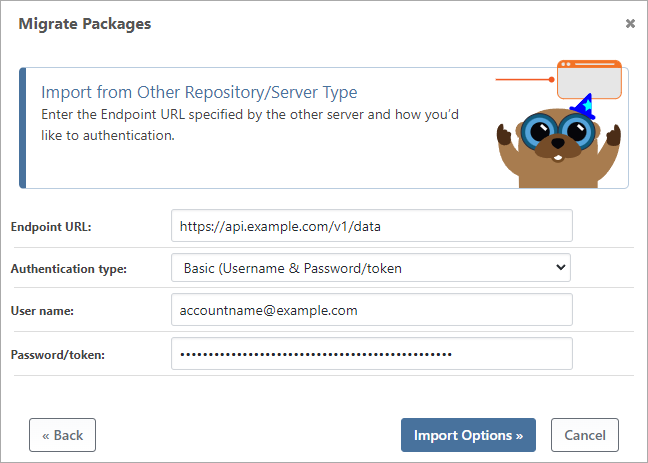 Migrate Packages ×
Import from Other Repository/Server Type
Enter the Endpoint URL specified by the other server and how you'd
like to authentication.
Endpoint URL: https://api.example.com/v1/data
Authentication type: Basic (Username & Password/token
User name: accountname@example.com
Password/token: •••••••••••••••••••••••••••••••••••••••••••••••
« Back Import Options » Cancel